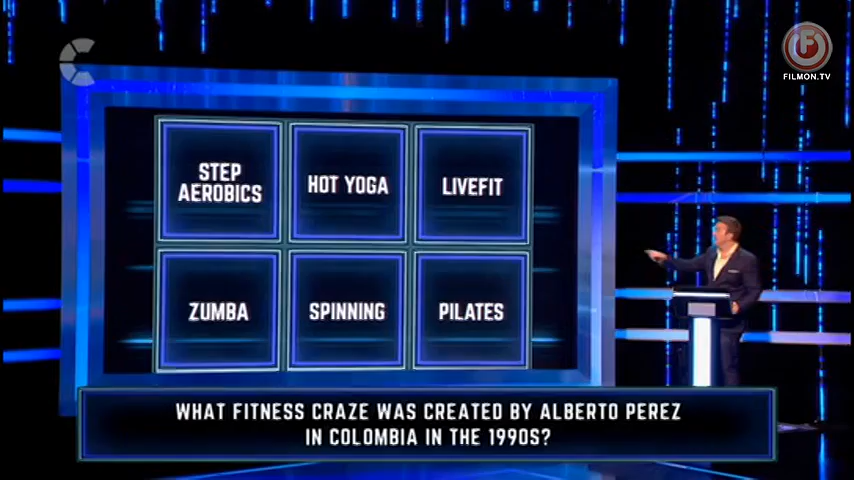 F
FILMON.TV
STEP
AEROBICS
HOT YOGA
LIVEFIT
ZUMBA
SPINNING
PILATES
WHAT FITNESS CRAZE WAS CREATED BY ALBERTO PEREZ
IN COLOMBIA IN THE 1990S?